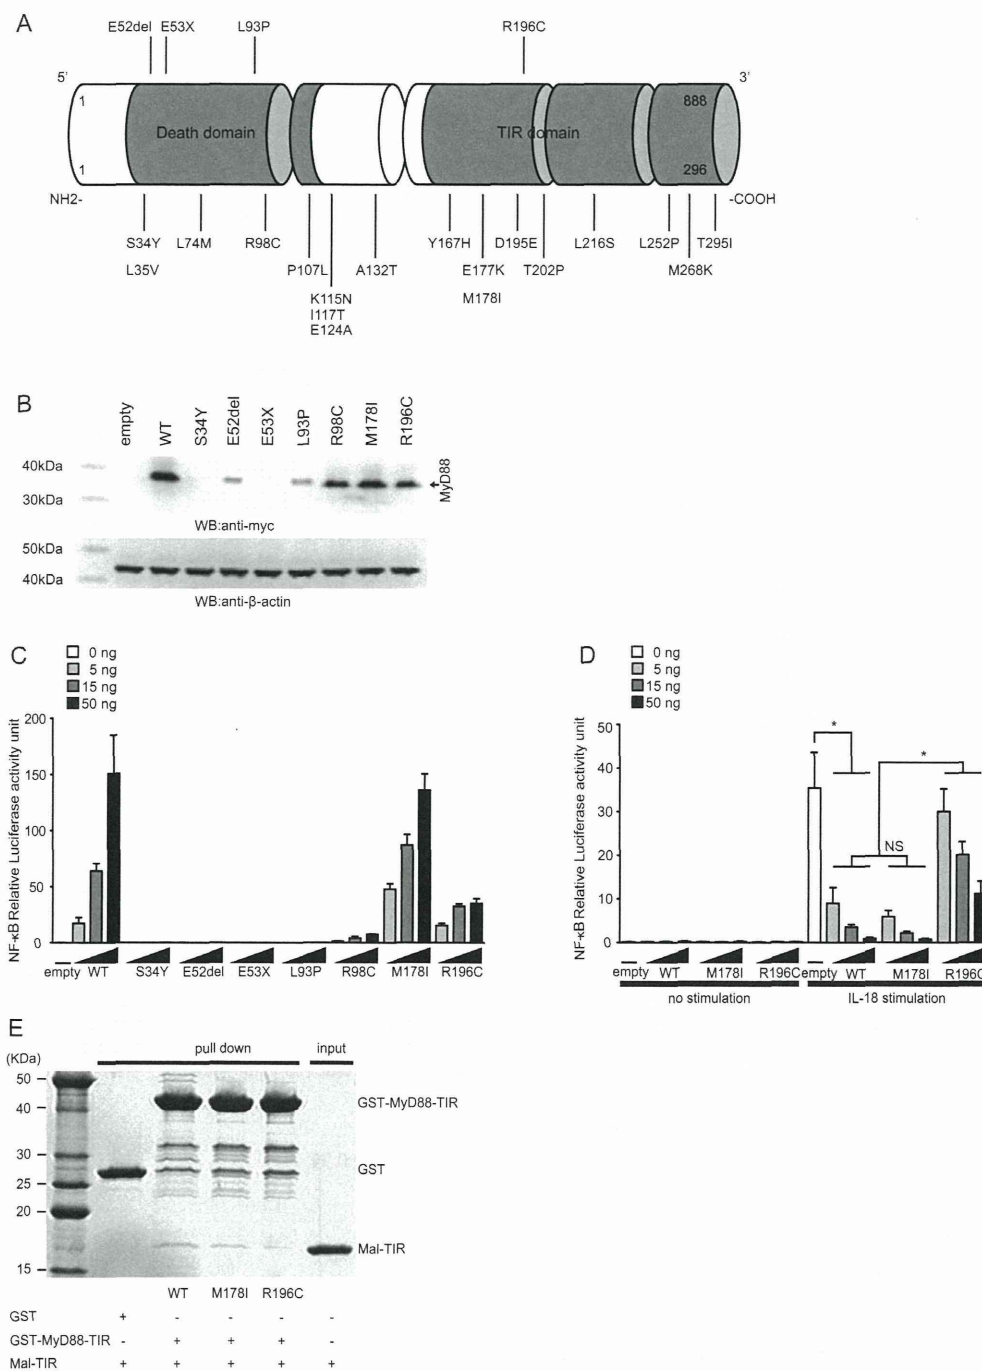 A
E52del E53X L93P R196C
5' 3'
1 888
Death domain TIR domain
1 296
NH2- -COOH
S34Y L74M R98C Y167H D195E L216S L252P T295I
L35V P107L A132T E177K T202P M268K
K115N M178I
I117T
E124A
B
empty WT S34Y E52del E53X L93P R98C M178I R196C
40kDa
MyD88
30kDa
WB:anti-myc
50kDa
40kDa
WB:anti-β-actin
C
0 ng
5 ng
15 ng
50 ng
NF-κB Relative Luciferase activity unit
200
150
100
50
0
empty WT S34Y E52del E53X L93P R98C M178I R196C
D
0 ng
5 ng
15 ng
50 ng
NF-κB Relative Luciferase activity unit
50
40
30
20
10
0
* *
NS
empty WT M178I R196C empty WT M178I R196C
no stimulation IL-18 stimulation
E
(KDa) pull down input
50
40 GST-MyD88-TIR
30 GST
25
20
15 Mal-TIR
WT M178I R196C
GST + - - - -
GST-MyD88-TIR - + + + -
Mal-TIR + + + + +